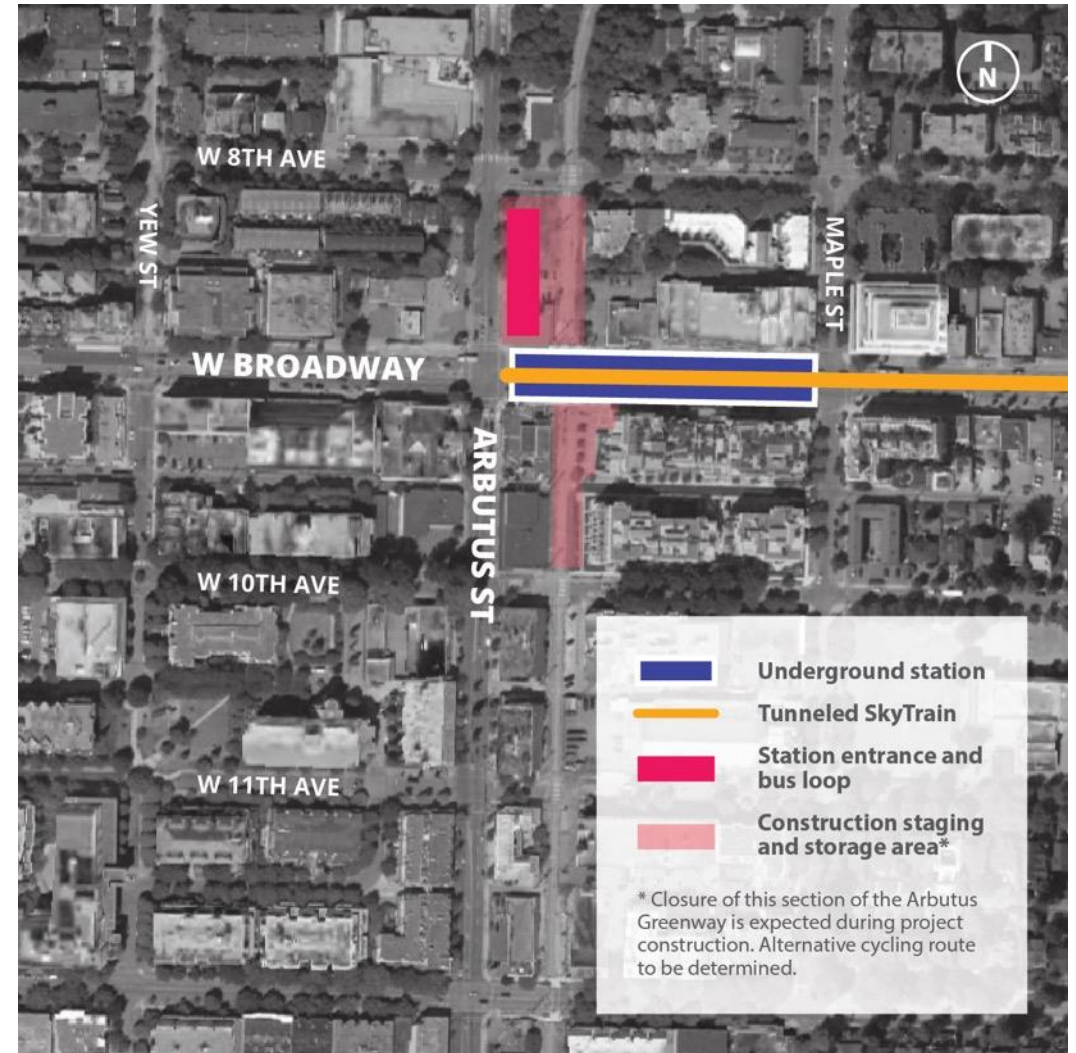 N
W 8TH AVE
YEW ST
MAPLE ST
W BROADWAY
ARBUTUS ST
W 10TH AVE
W 11TH AVE
Underground station
Tunneled SkyTrain
Station entrance and
bus loop
Construction staging
and storage area*
* Closure of this section of the Arbutus
Greenway is expected during project
construction. Alternative cycling route
to be determined.